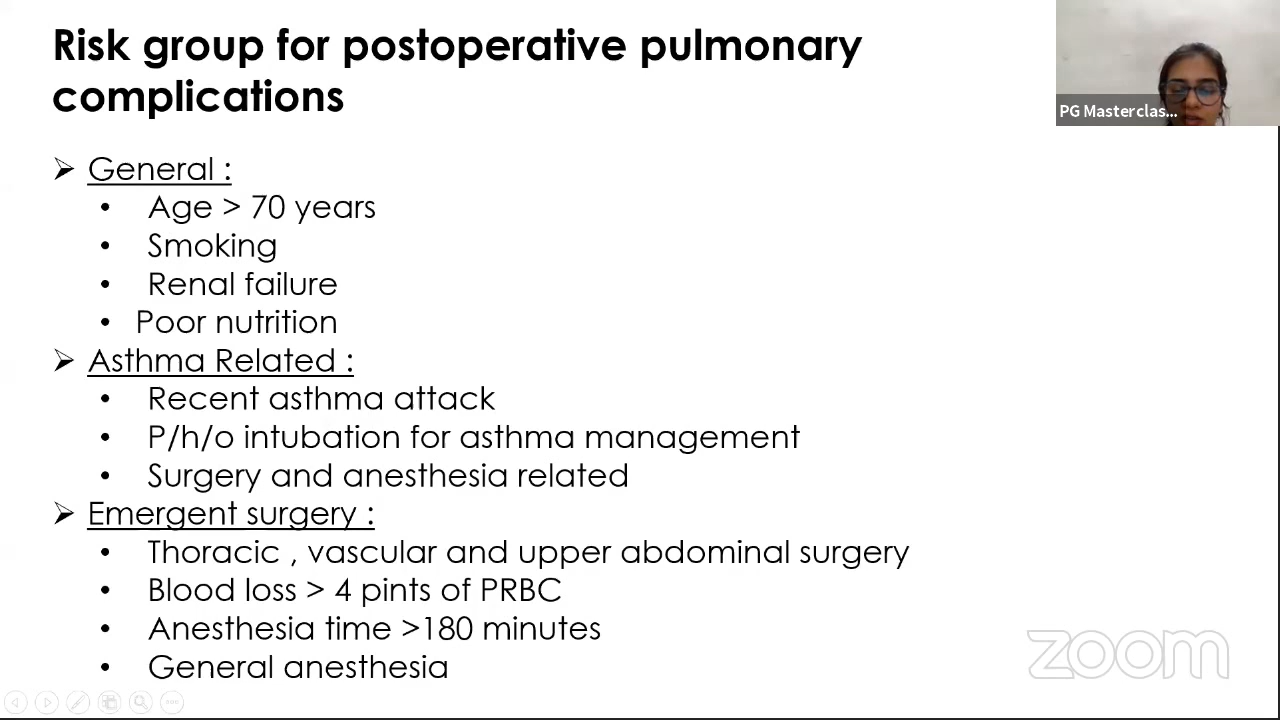 Risk group for postoperative pulmonary
complications
PG Masterclas...
➢ General :
• Age > 70 years
• Smoking
• Renal failure
• Poor nutrition
➢ Asthma Related :
• Recent asthma attack
• P/h/o intubation for asthma management
• Surgery and anesthesia related
➢ Emergent surgery :
• Thoracic , vascular and upper abdominal surgery
• Blood loss > 4 pints of PRBC
• Anesthesia time >180 minutes
• General anesthesia
zoom